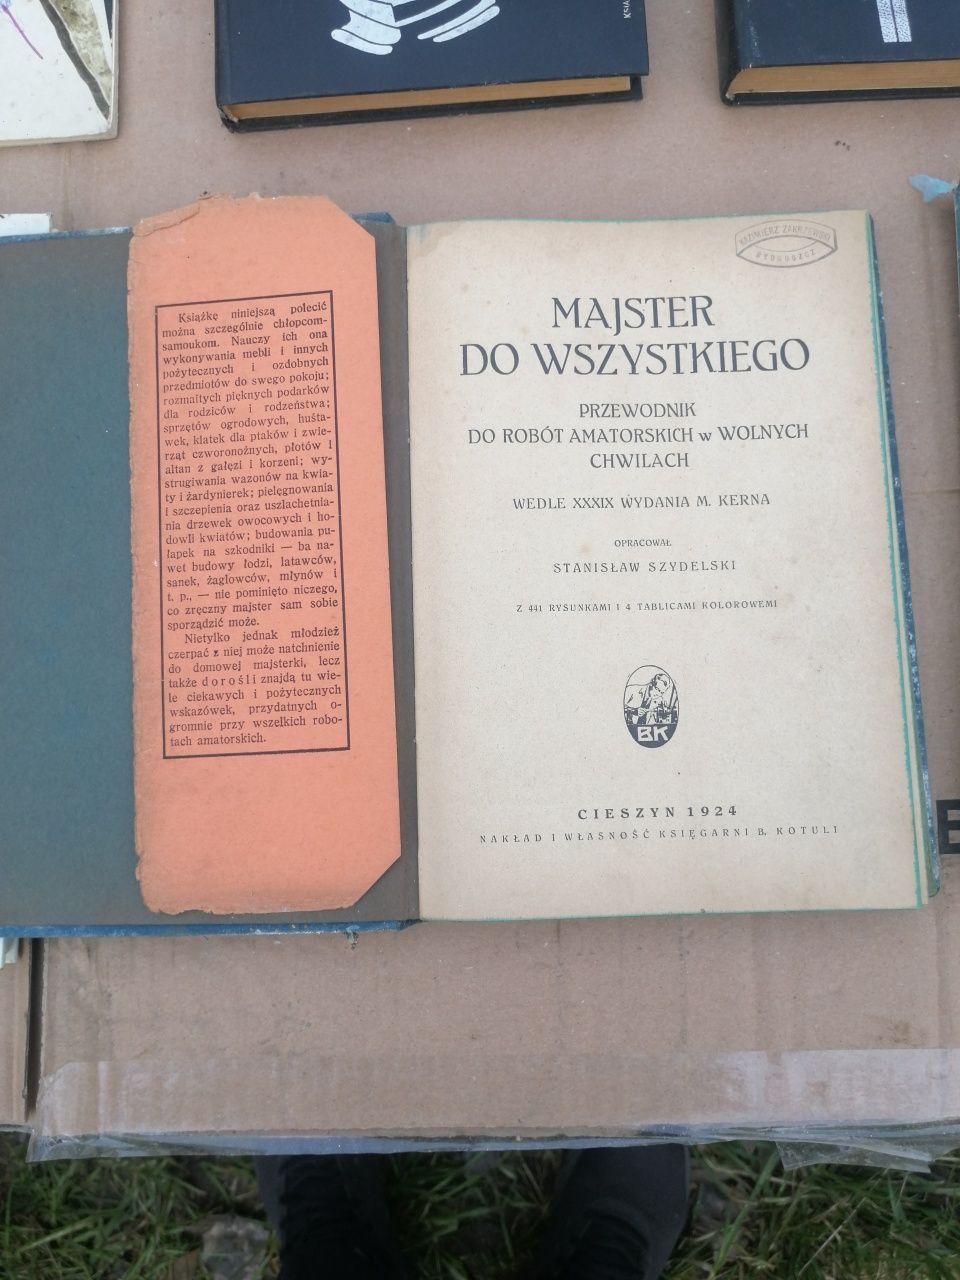 Książkę niniejszą polecić
można szczególnie chłopcom-
samoukom. Nauczy ich ona
wykonywania mebli i innych
pożytecznych i ozdobnych
przedmiotów do swego pokoju;
rozmaitych pięknych podarków
dla rodziców i rodzeństwa;
sprzętów ogrodowych, huśta-
wek, klatek dla ptaków i zwie-
rząt czworonożnych, płotów i
altan z gałęzi i korzeni; wy-
strugiwania wazonów na kwia-
ty i żardynierek; pielęgnowania
i szczepienia oraz uszlachetnia-
nia drzewek owocowych i ho-
dowli kwiatów; budowania pu-
łapek na szkodniki — ba na-
wet budowy łodzi, latawców,
sanek, żaglowców, młynów i
t. p., — nie pominięto niczego,
co zręczny majster sam sobie
sporządzić może.
Nietylko jednak młodzież
czerpać z niej może natchnienie
do domowej majsterki, lecz
także dorośli znajdą tu wie-
le ciekawych i pożytecznych
wskazówek, przydatnych o-
gromnie przy wszelkich robo-
tach amatorskich.
KAZIMIERZ ZAKRZEWSKI
BYDGOSZCZ
MAJSTER
DO WSZYSTKIEGO
PRZEWODNIK
DO ROBÓT AMATORSKICH w WOLNYCH
CHWILACH
WEDLE XXXIX WYDANIA M. KERNA
OPRACOWAŁ
STANISŁAW SZYDELSKI
Z 441 RYSUNKAMI I 4 TABLICAMI KOLOROWEMI
BK
CIESZYN 1924
NAKŁAD I WŁASNOŚĆ KSIĘGARNI B. KOTULI